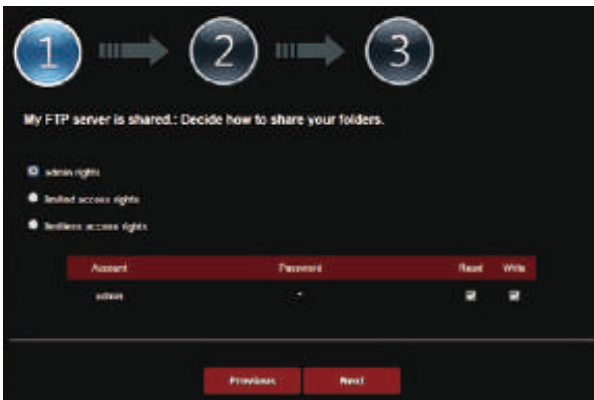 1 2 3
My FTP server is shared.: Decide how to share your folders.
admin rights
limited access rights
limitless access rights
Account Password Read Write
admin *
Previous Next